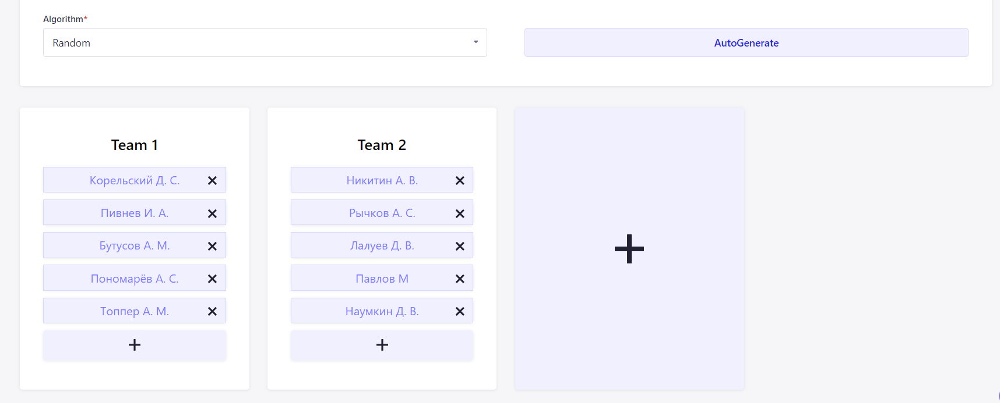 Algorithm*
Random
AutoGenerate
Team 1
Корельский Д. С.
Пивнев И. А.
Бутусов А. М.
Пономарёв А. С.
Топпер А. М.
Team 2
Никитин А. В.
Рычков А. С.
Лалуев Д. В.
Павлов М
Наумкин Д. В.